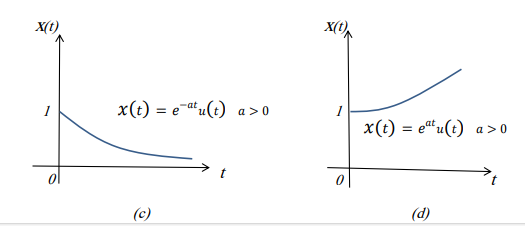 X(t)
1
x(t) = e^{-at}u(t) a > 0
0
t
(c)
X(t)
1
x(t) = e^{at}u(t) a > 0
0
t
(d)